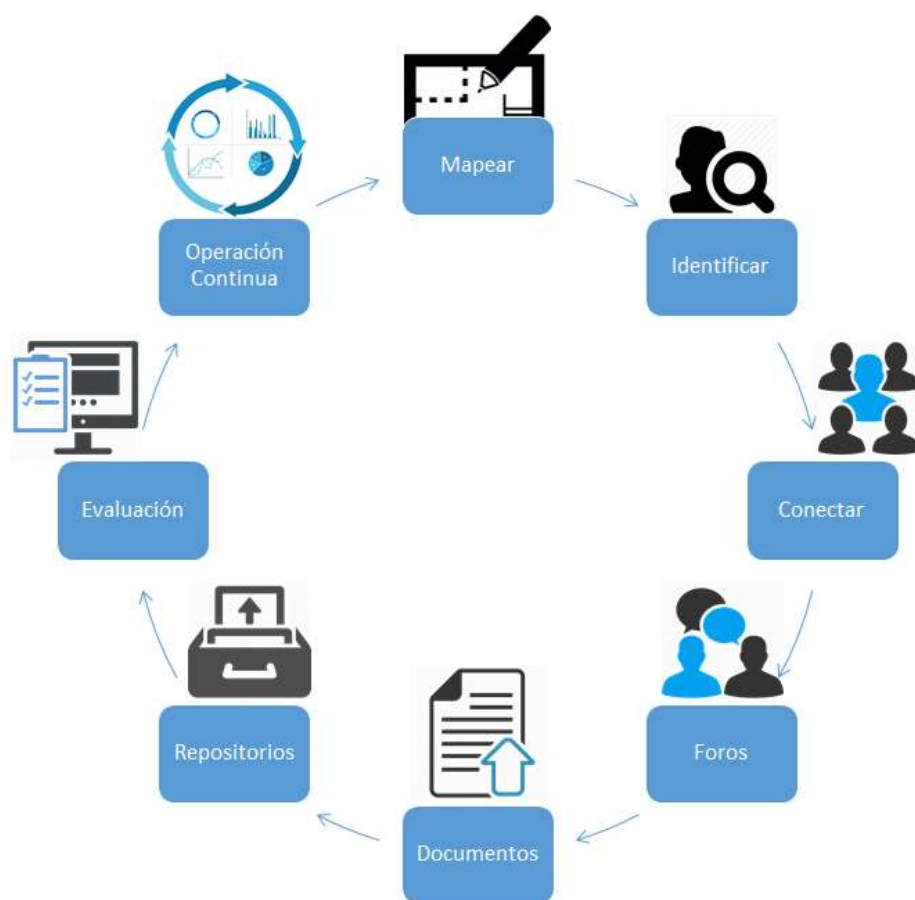 Mapear
Identificar
Conectar
Foros
Documentos
Repositorios
Evaluación
Operación
Continua